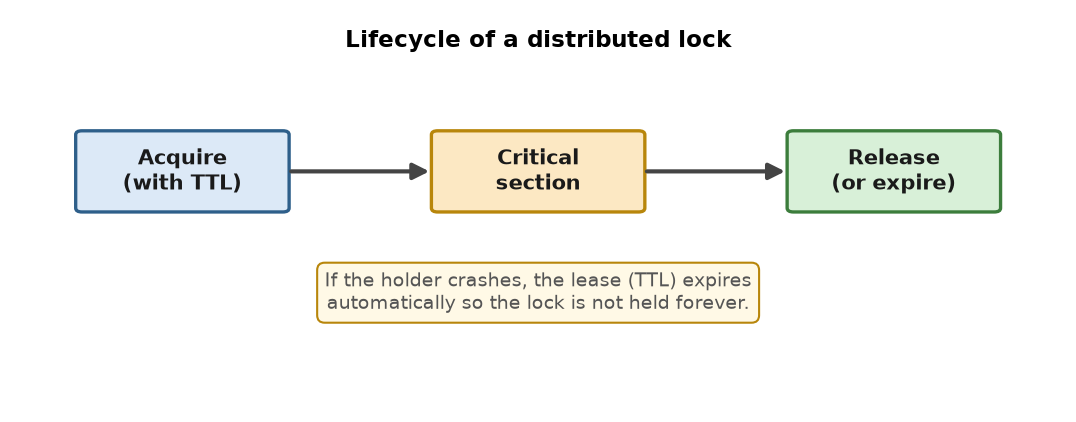 Lifecycle of a distributed lock
Acquire
(with TTL)
Critical
section
Release
(or expire)
If the holder crashes, the lease (TTL) expires
automatically so the lock is not held forever.